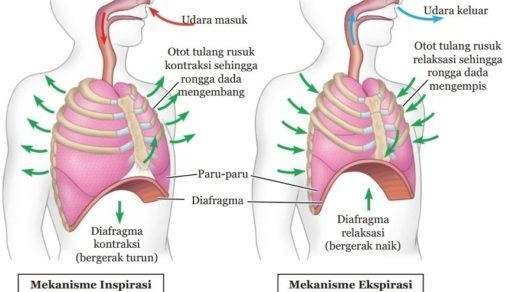 Udara masuk
Otot tulang rusuk
kontraksi sehingga
rongga dada
mengembang
Udara keluar
Otot tulang rusuk
relaksasi sehingga
rongga dada
mengempis
Paru-paru
Diafragma
Diafragma
kontraksi
(bergerak turun)
Diafragma
relaksasi
(bergerak naik)
Mekanisme Inspirasi
Mekanisme Ekspirasi